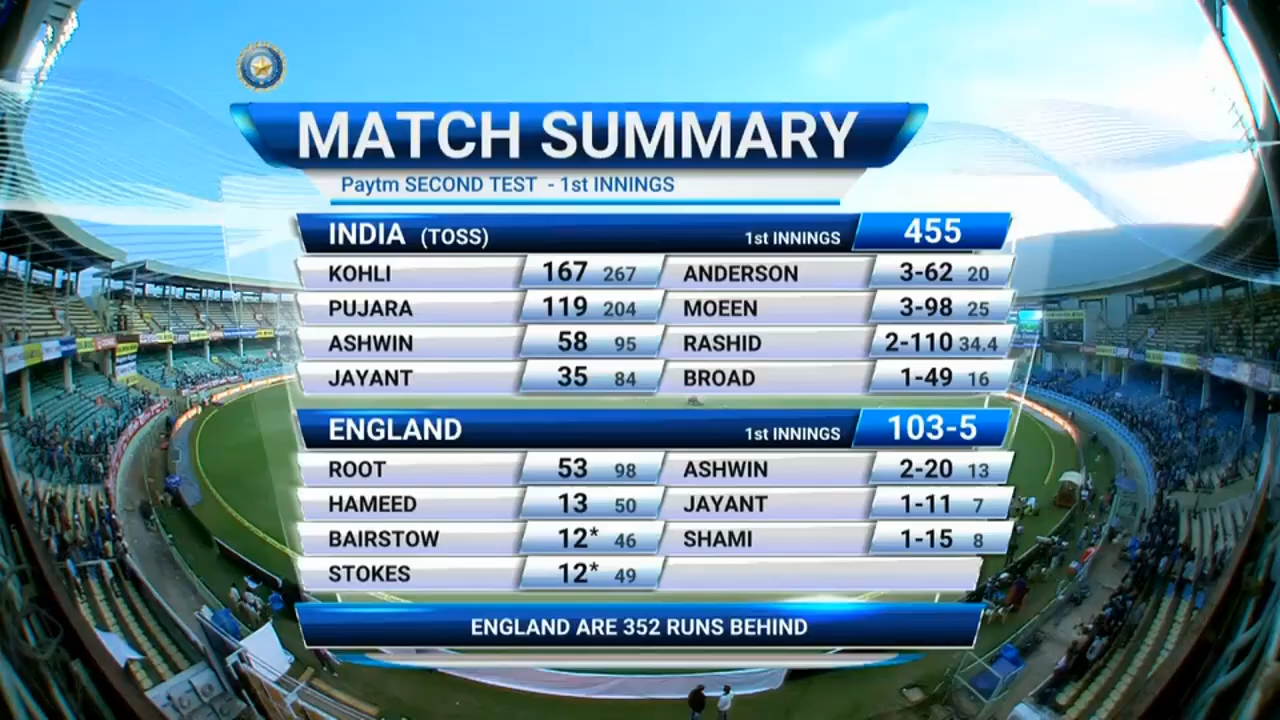 MATCH SUMMARY
Paytm SECOND TEST - 1st INNINGS
INDIA (TOSS) 1st INNINGS 455
KOHLI 167 267 ANDERSON 3-62 20
PUJARA 119 204 MOEEN 3-98 25
ASHWIN 58 95 RASHID 2-110 34.4
JAYANT 35 84 BROAD 1-49 16
ENGLAND 1st INNINGS 103-5
ROOT 53 98 ASHWIN 2-20 13
HAMEED 13 50 JAYANT 1-11 7
BAIRSTOW 12* 46 SHAMI 1-15 8
STOKES 12* 49
ENGLAND ARE 352 RUNS BEHIND